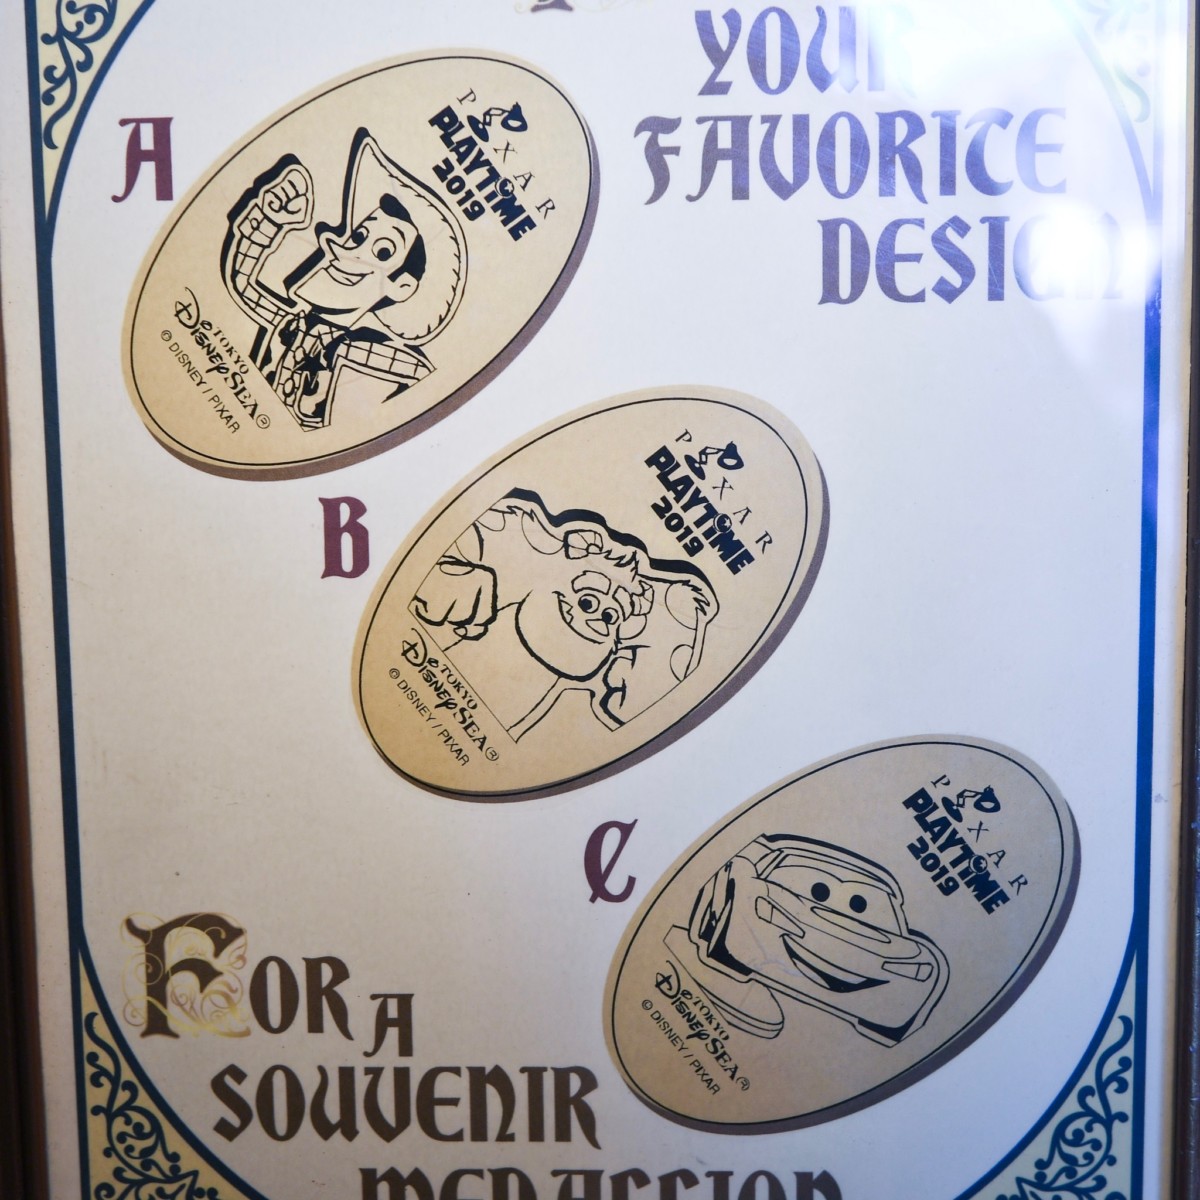 YOUR
FAVORITE
DESIGN
A
PIXAR
PLAYTIME
2019
TOKYO
DISNEYSEA®
© DISNEY / PIXAR
B
PIXAR
PLAYTIME
2019
TOKYO
DISNEYSEA®
© DISNEY / PIXAR
C
PIXAR
PLAYTIME
2019
TOKYO
DISNEYSEA®
© DISNEY / PIXAR
FOR A
SOUVENIR
MEDALLION